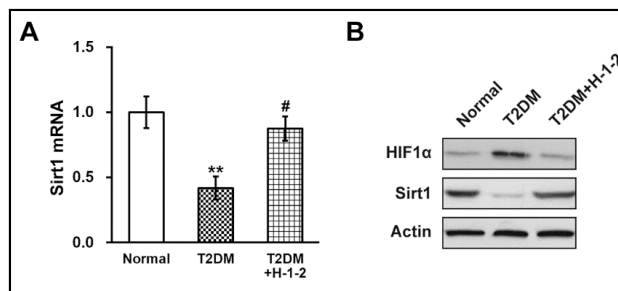 A
Sirt1 mRNA
1.5
1.0
0.5
0.0
**
#
Normal
T2DM
T2DM
+H-1-2
B
Normal
T2DM
T2DM+H-1-2
HIF1α
Sirt1
Actin